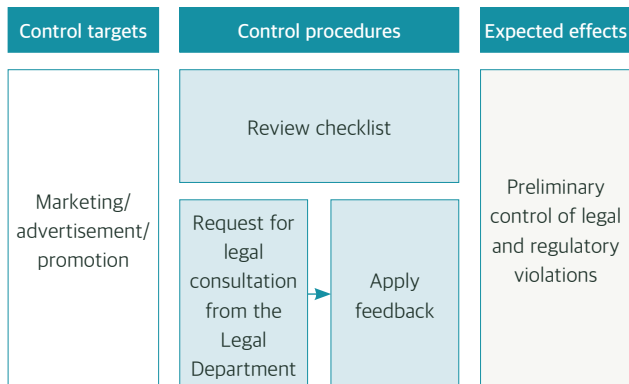 Control targets
Control procedures
Expected effects
Marketing/
advertisement/
promotion
Review checklist
Request for
legal
consultation
from the
Legal
Department
Apply
feedback
Preliminary
control of legal
and regulatory
violations